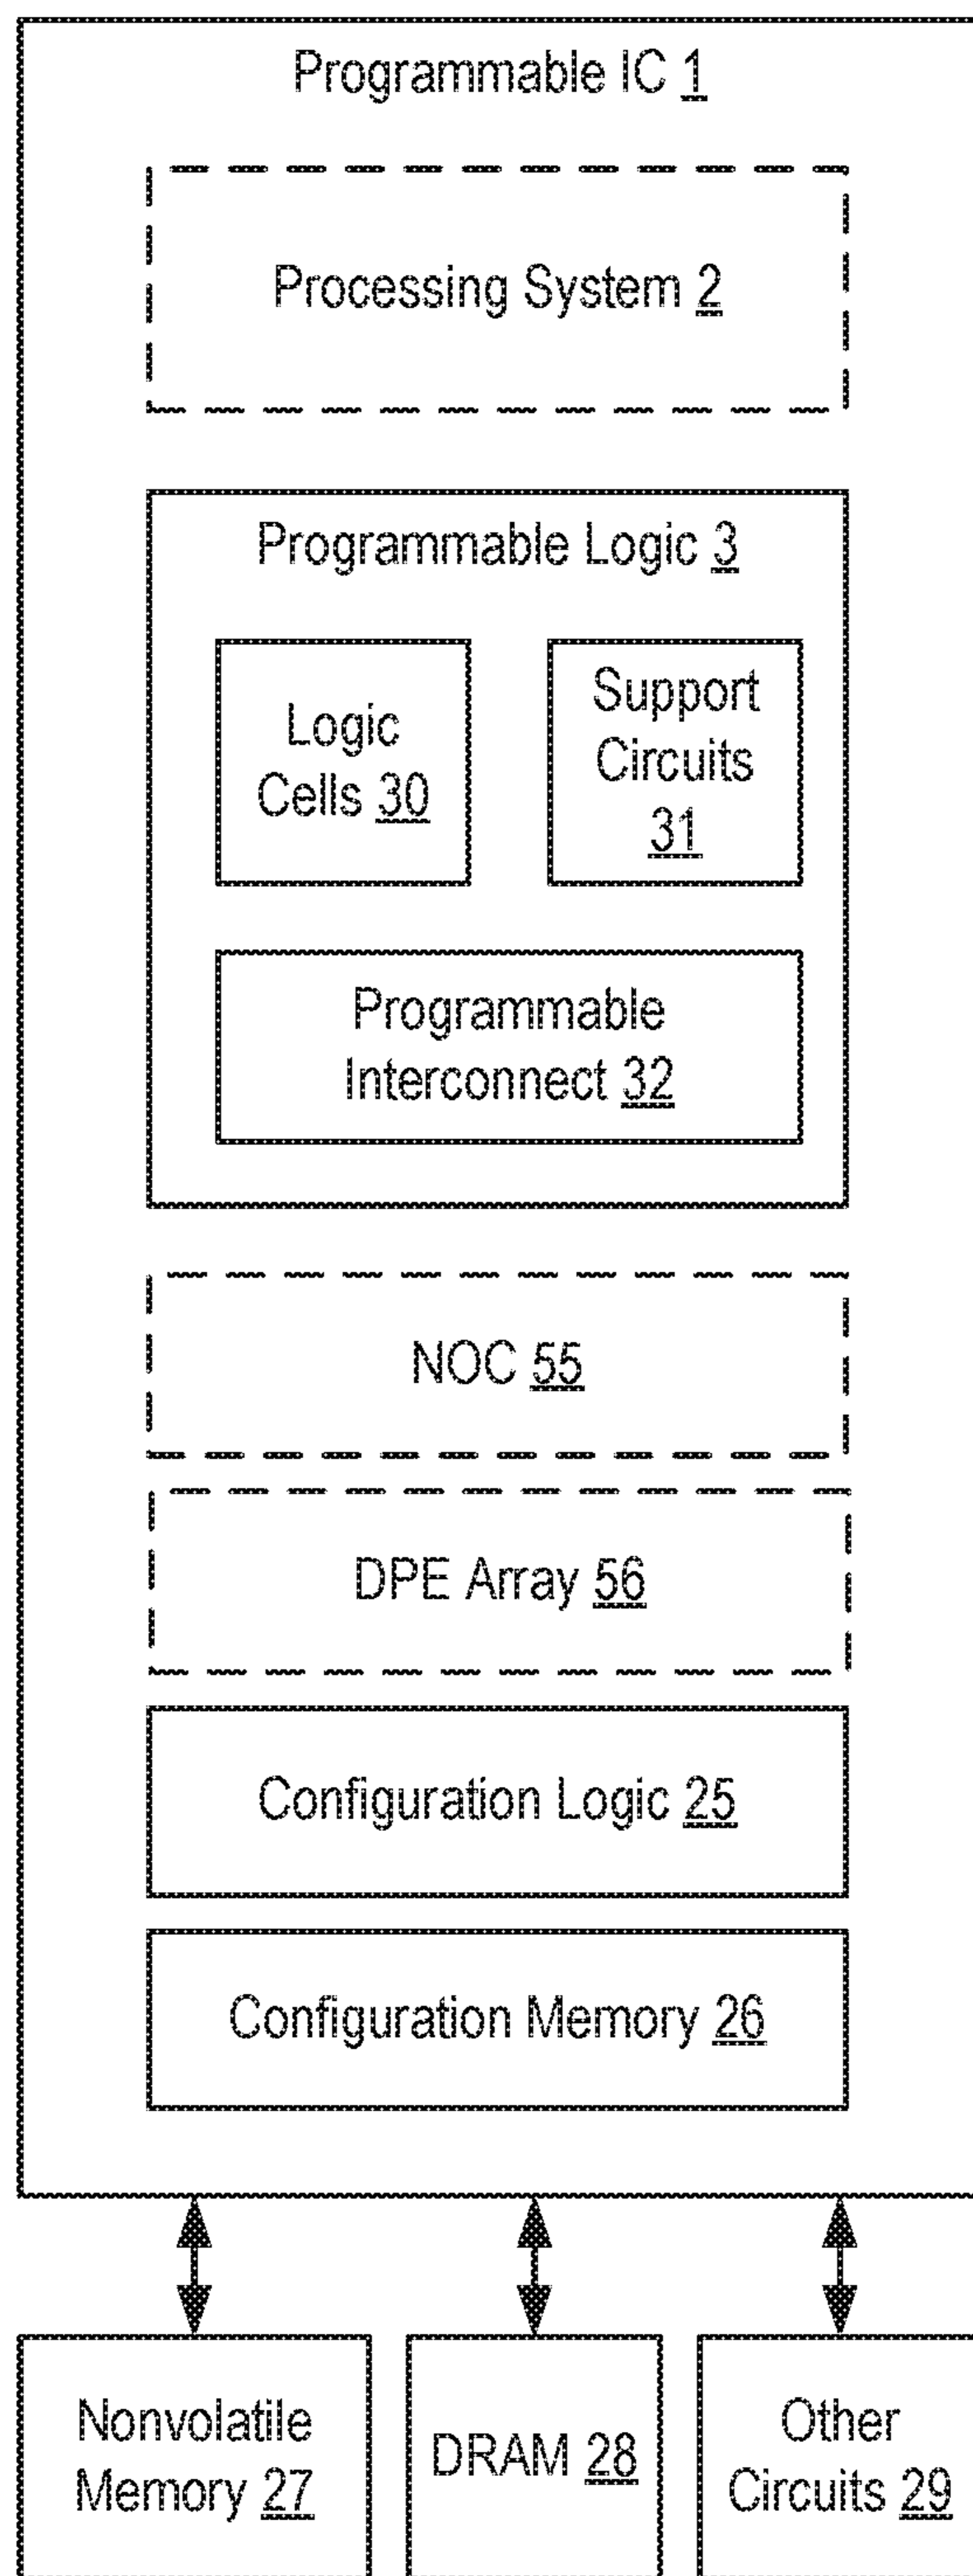 Programmable IC 1
Processing System 2
Programmable Logic 3
Logic
Cells 30
Support
Circuits
31
Programmable
Interconnect 32
NOC 55
DPE Array 56
Configuration Logic 25
Configuration Memory 26
Nonvolatile
Memory 27
DRAM 28
Other
Circuits 29